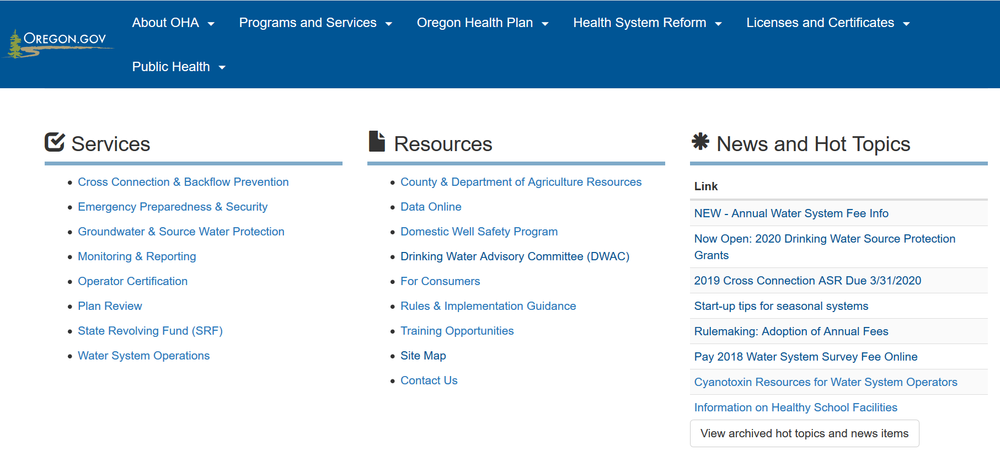 About OHA
Programs and Services
Oregon Health Plan
Health System Reform
Licenses and Certificates
OREGON.GOV
Public Health
Services
Cross Connection & Backflow Prevention
Emergency Preparedness & Security
Groundwater & Source Water Protection
Monitoring & Reporting
Operator Certification
Plan Review
State Revolving Fund (SRF)
Water System Operations
Resources
County & Department of Agriculture Resources
Data Online
Domestic Well Safety Program
Drinking Water Advisory Committee (DWAC)
For Consumers
Rules & Implementation Guidance
Training Opportunities
Site Map
Contact Us
News and Hot Topics
Link
NEW - Annual Water System Fee Info
Now Open: 2020 Drinking Water Source Protection
Grants
2019 Cross Connection ASR Due 3/31/2020
Start-up tips for seasonal systems
Rulemaking: Adoption of Annual Fees
Pay 2018 Water System Survey Fee Online
Cyanotoxin Resources for Water System Operators
Information on Healthy School Facilities
View archived hot topics and news items